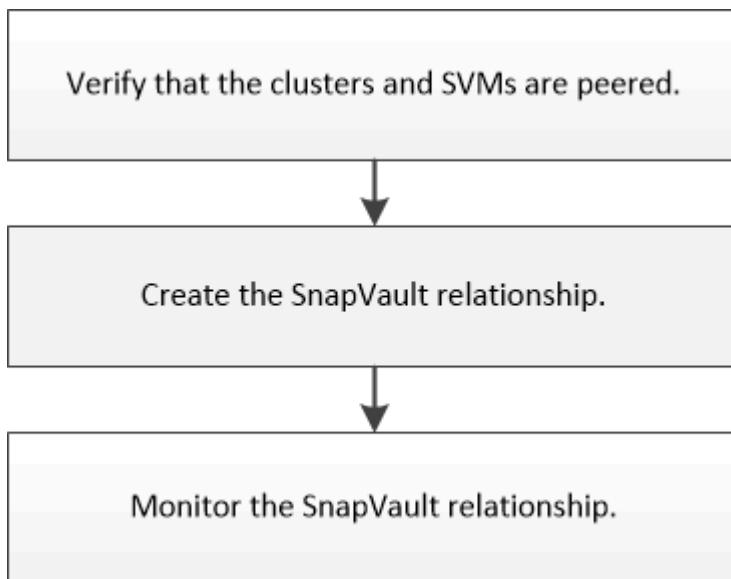 Verify that the clusters and SVMs are peered.
Create the SnapVault relationship.
Monitor the SnapVault relationship.